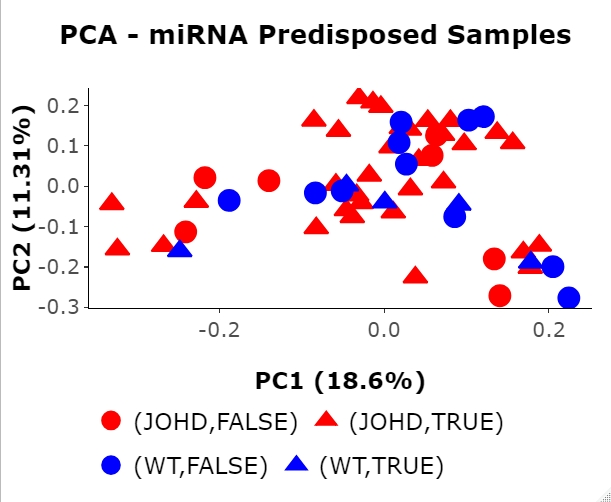 PCA - miRNA Predisposed Samples
PC2 (11.31%)
0.2
0.1
0.0
-0.1
-0.2
-0.3
-0.2
0.0
0.2
PC1 (18.6%)
(JOHD,FALSE)
(JOHD,TRUE)
(WT,FALSE)
(WT,TRUE)